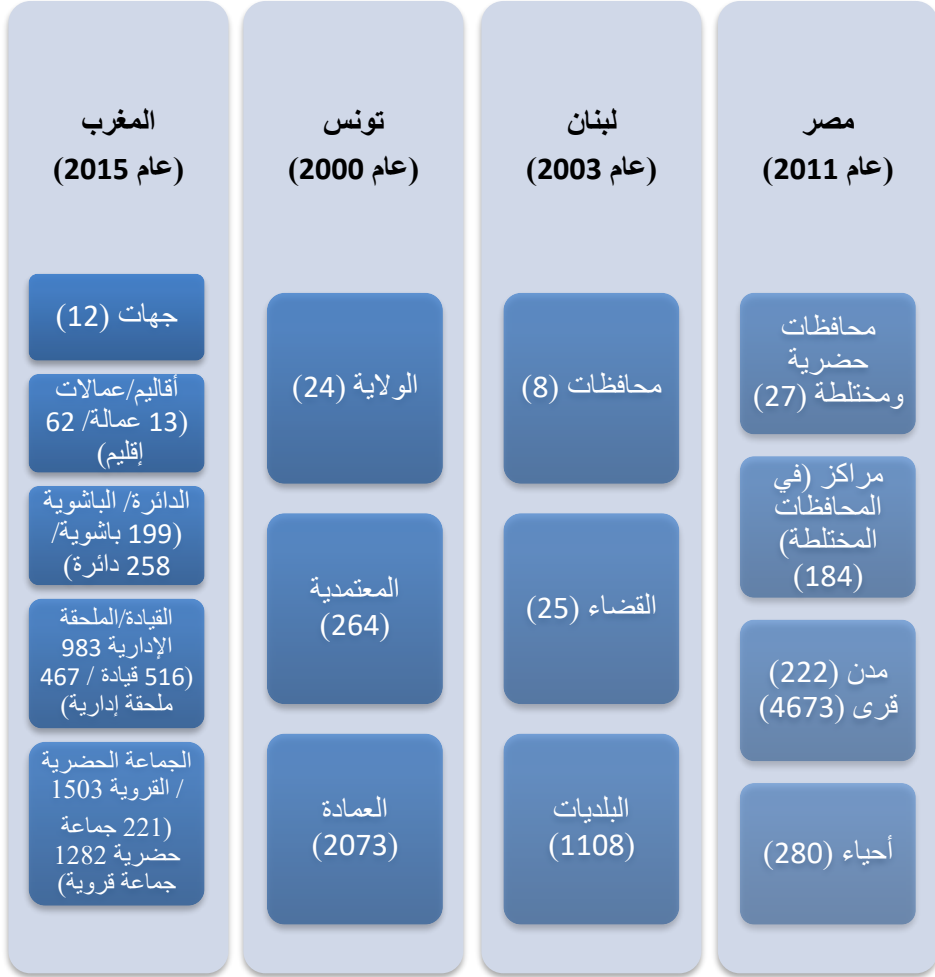 مصر
(عام 2011)
محافظات
حضرية
ومختلطة (27)
مراكز (في
المحافظات
المختلطة)
(184)
مدن (222)
قرى (4673)
أحياء (280)
لبنان
(عام 2003)
محافظات (8)
القضاء (25)
البلديات
(1108)
تونس
(عام 2000)
الولاية (24)
المعتمدية
(264)
العمادة
(2073)
المغرب
(عام 2015)
جهات (12)
أقاليم/عمالات
(13 عمالة/ 62
إقليم)
الدائرة/ الباشوية
(199 باشوية/
258 دائرة)
القيادة/الملحقة
الإدارية 983
(516 قيادة / 467
ملحقة إدارية)
الجماعة الحضرية
/ القروية 1503
(221 جماعة
حضرية 1282
جماعة قروية)